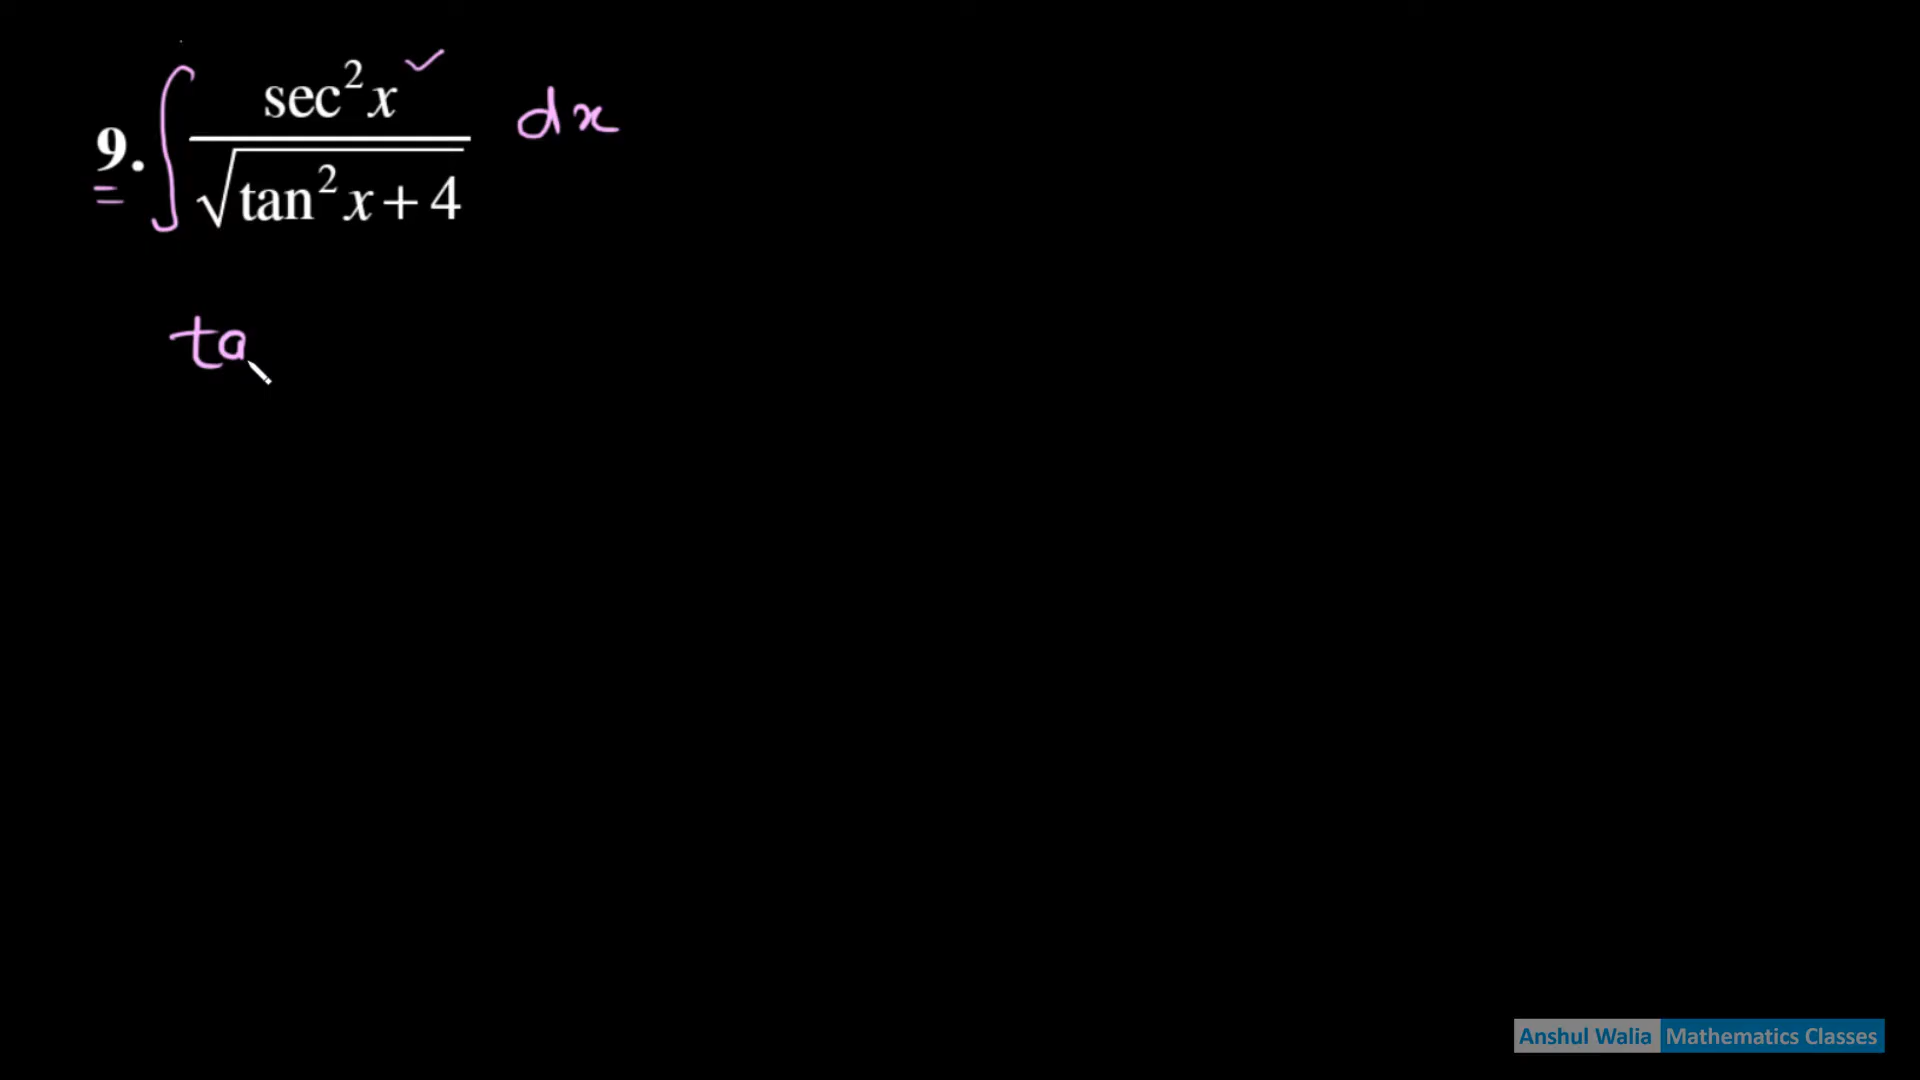 9. ∫ sec²x / √(tan²x + 4) dx
ta
Anshul Walia Mathematics Classes